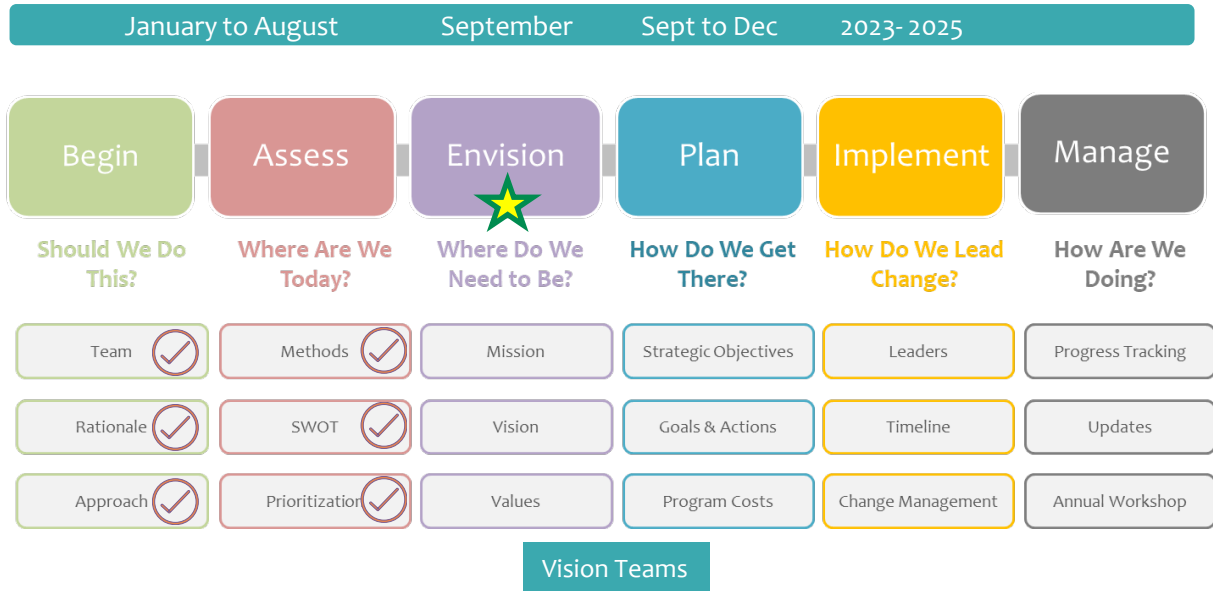 January to August September Sept to Dec 2023- 2025
Begin Assess Envision Plan Implement Manage
Should We Do
This?
Where Are We
Today?
Where Do We
Need to Be?
How Do We Get
There?
How Do We Lead
Change?
How Are We
Doing?
Team Methods Mission Strategic Objectives Leaders Progress Tracking
Rationale SWOT Vision Goals & Actions Timeline Updates
Approach Prioritization Values Program Costs Change Management Annual Workshop
Vision Teams